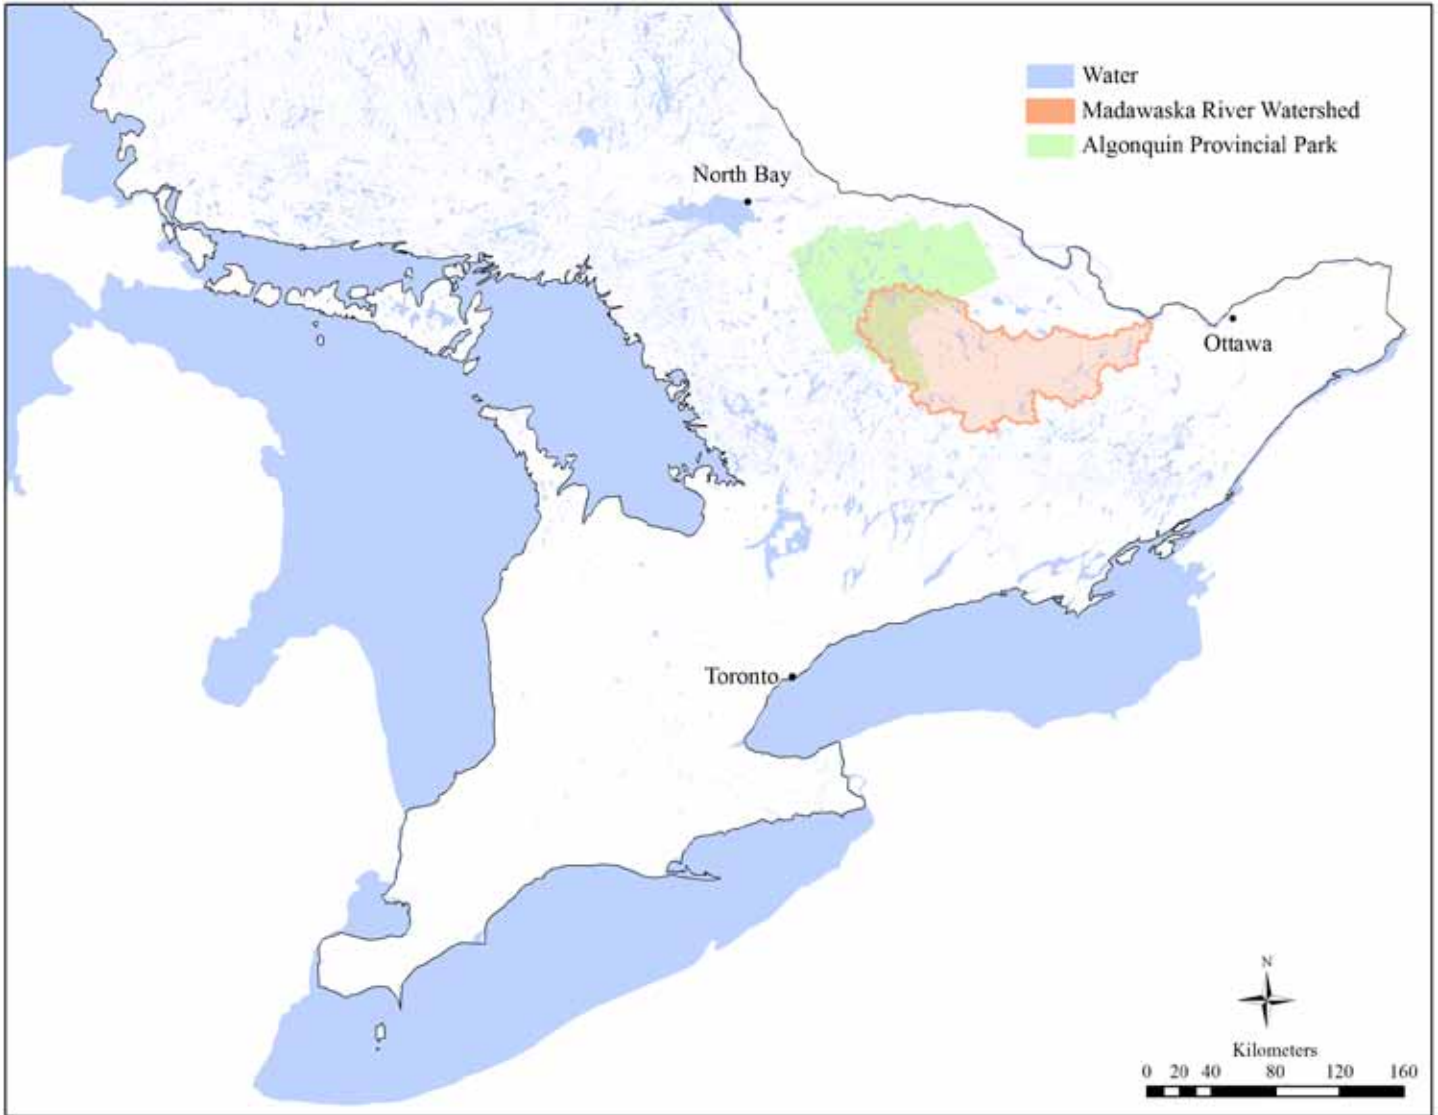 Water
Madawaska River Watershed
Algonquin Provincial Park
North Bay
Ottawa
Toronto
N
Kilometers
0 20 40 80 120 160